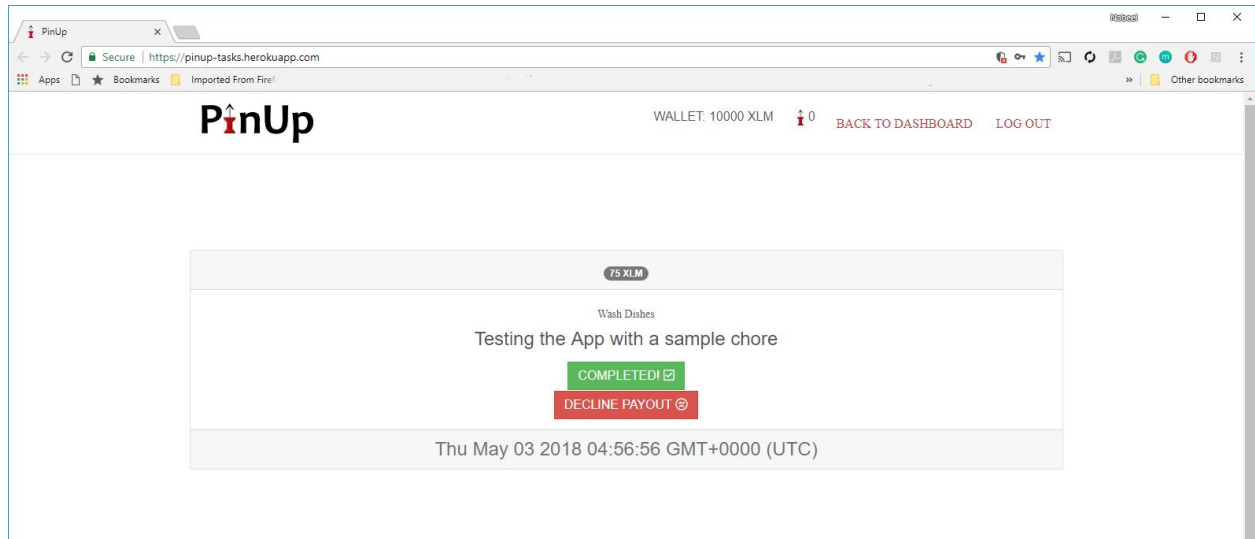 Nabeel
PinUp
Secure | https://pinup-tasks.herokuapp.com
Apps Bookmarks Imported From Firef
» Other bookmarks
PinUp WALLET: 10000 XLM 0 BACK TO DASHBOARD LOG OUT
75 XLM
Wash Dishes
Testing the App with a sample chore
COMPLETED!
DECLINE PAYOUT
Thu May 03 2018 04:56:56 GMT+0000 (UTC)